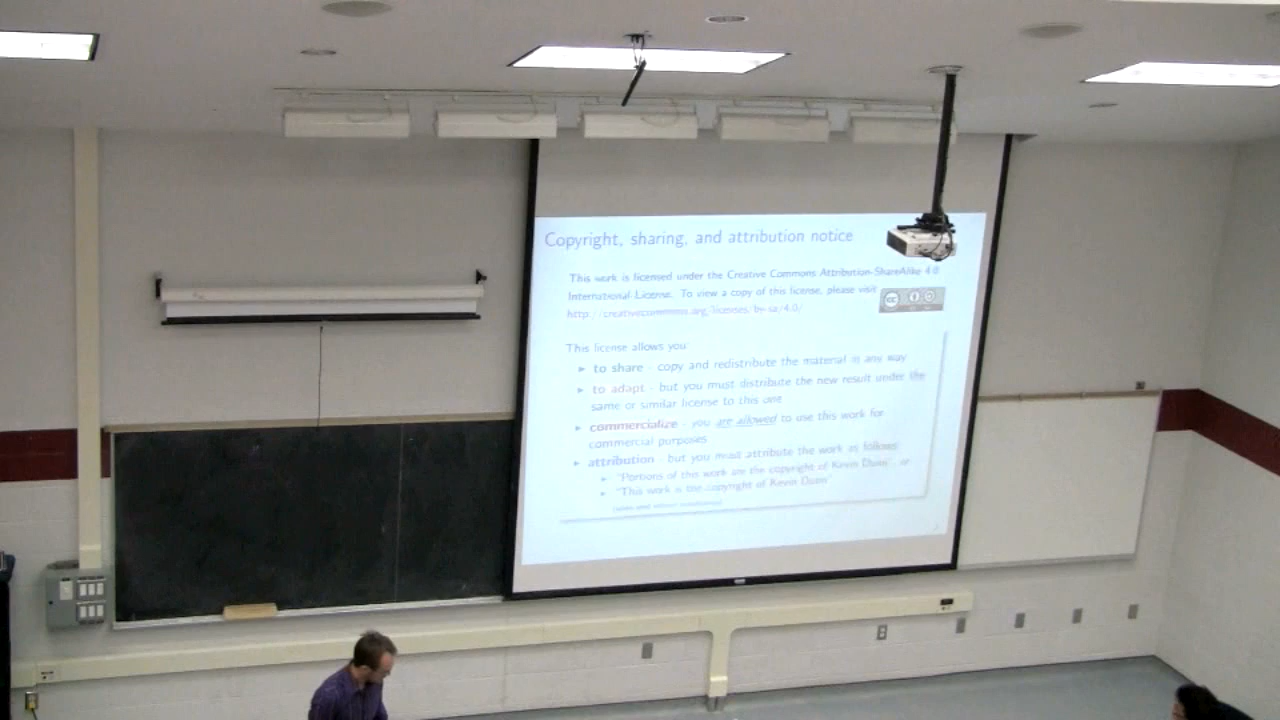 Copyright, sharing, and attribution notice
This work is licensed under the Creative Commons Attribution-ShareAlike 4.0
International License. To view a copy of this license, please visit
http://creativecommons.org/licenses/by-sa/4.0/
This license allows you:
▶ to share - copy and redistribute the material in any way
▶ to adapt - but you must distribute the new result under the
same or similar license to this one
▶ commercialize - you are allowed to use this work for
commercial purposes
▶ attribution - but you must attribute the work as follows:
▶ "Portions of this work are the copyright of Kevin Dunn", or
▶ "This work is the copyright of Kevin Dunn"